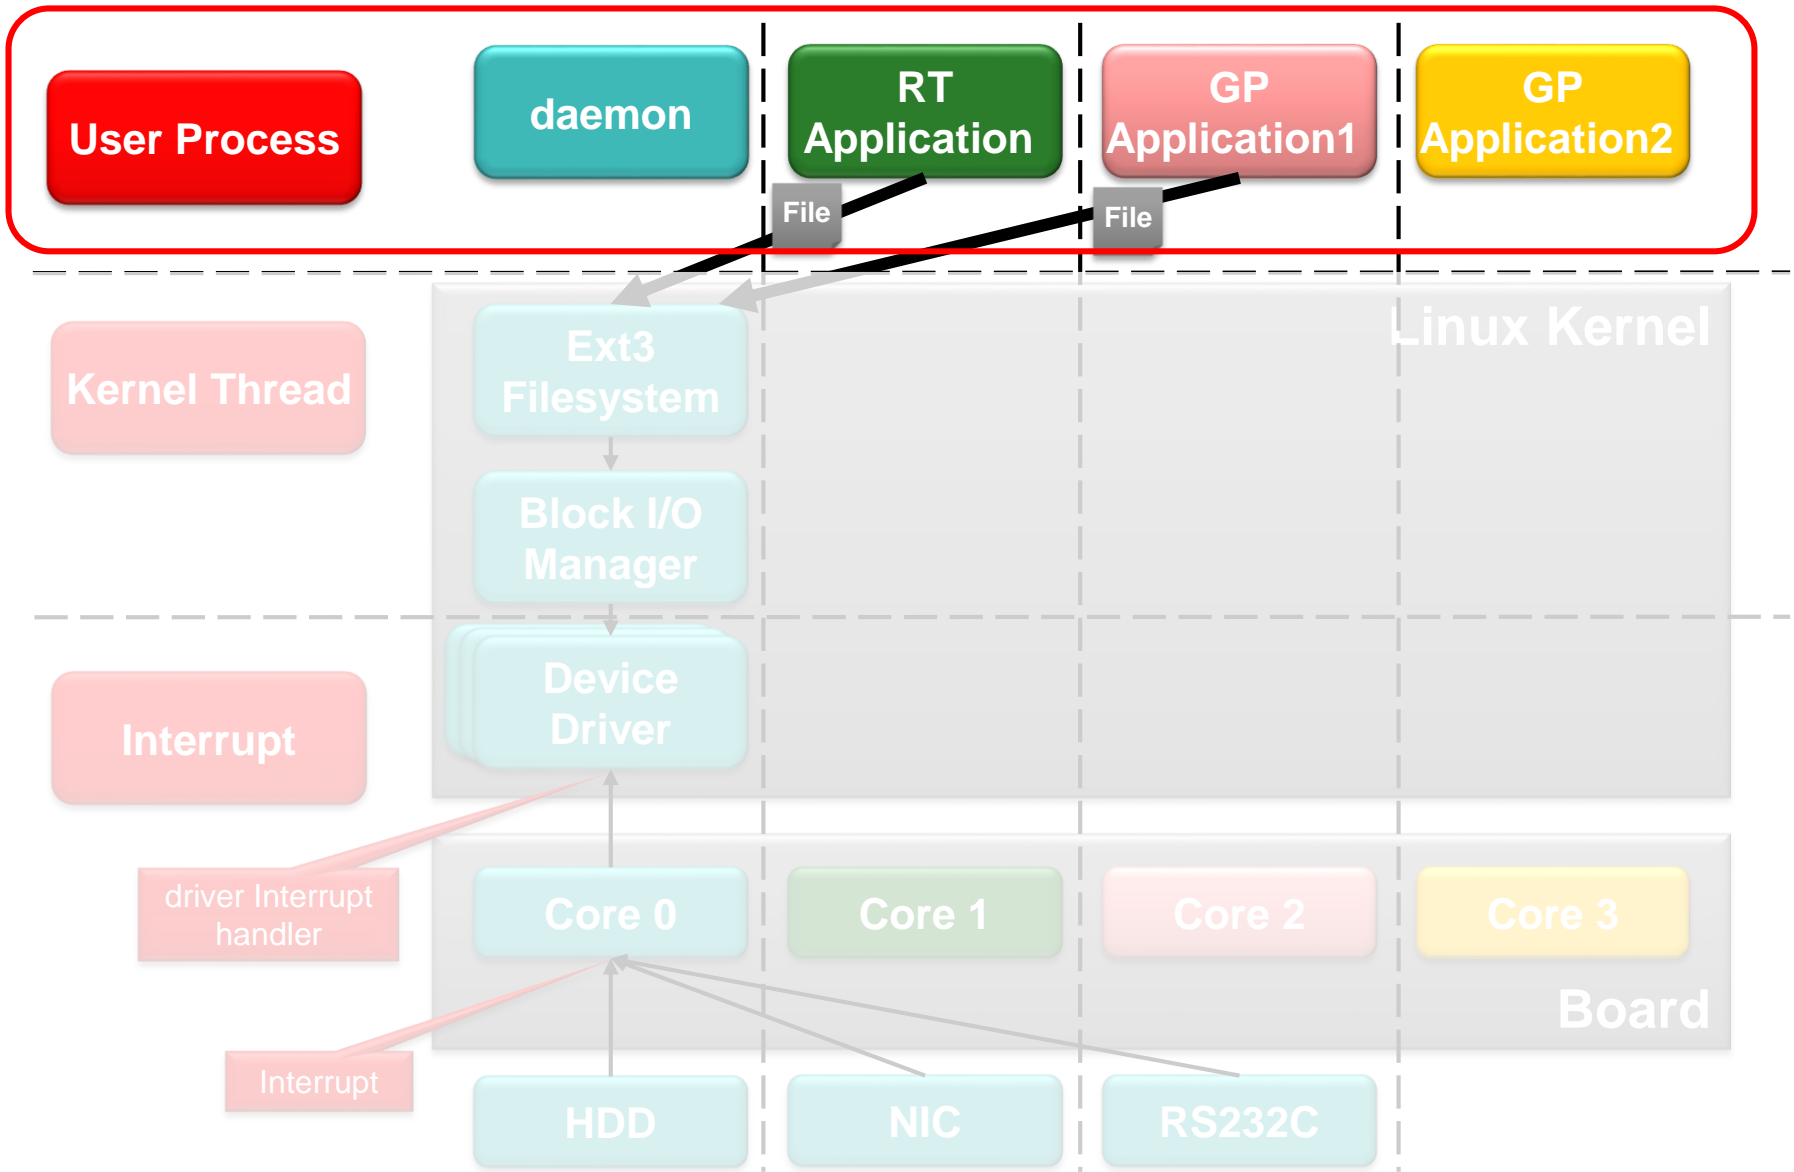 User Process
daemon
RT
Application
GP
Application1
GP
Application2
File
File
Linux Kernel
Kernel Thread
Ext3
Filesystem
Block I/O
Manager
Interrupt
Device
Driver
driver Interrupt
handler
Core 0
Core 1
Core 2
Core 3
Board
Interrupt
HDD
NIC
RS232C